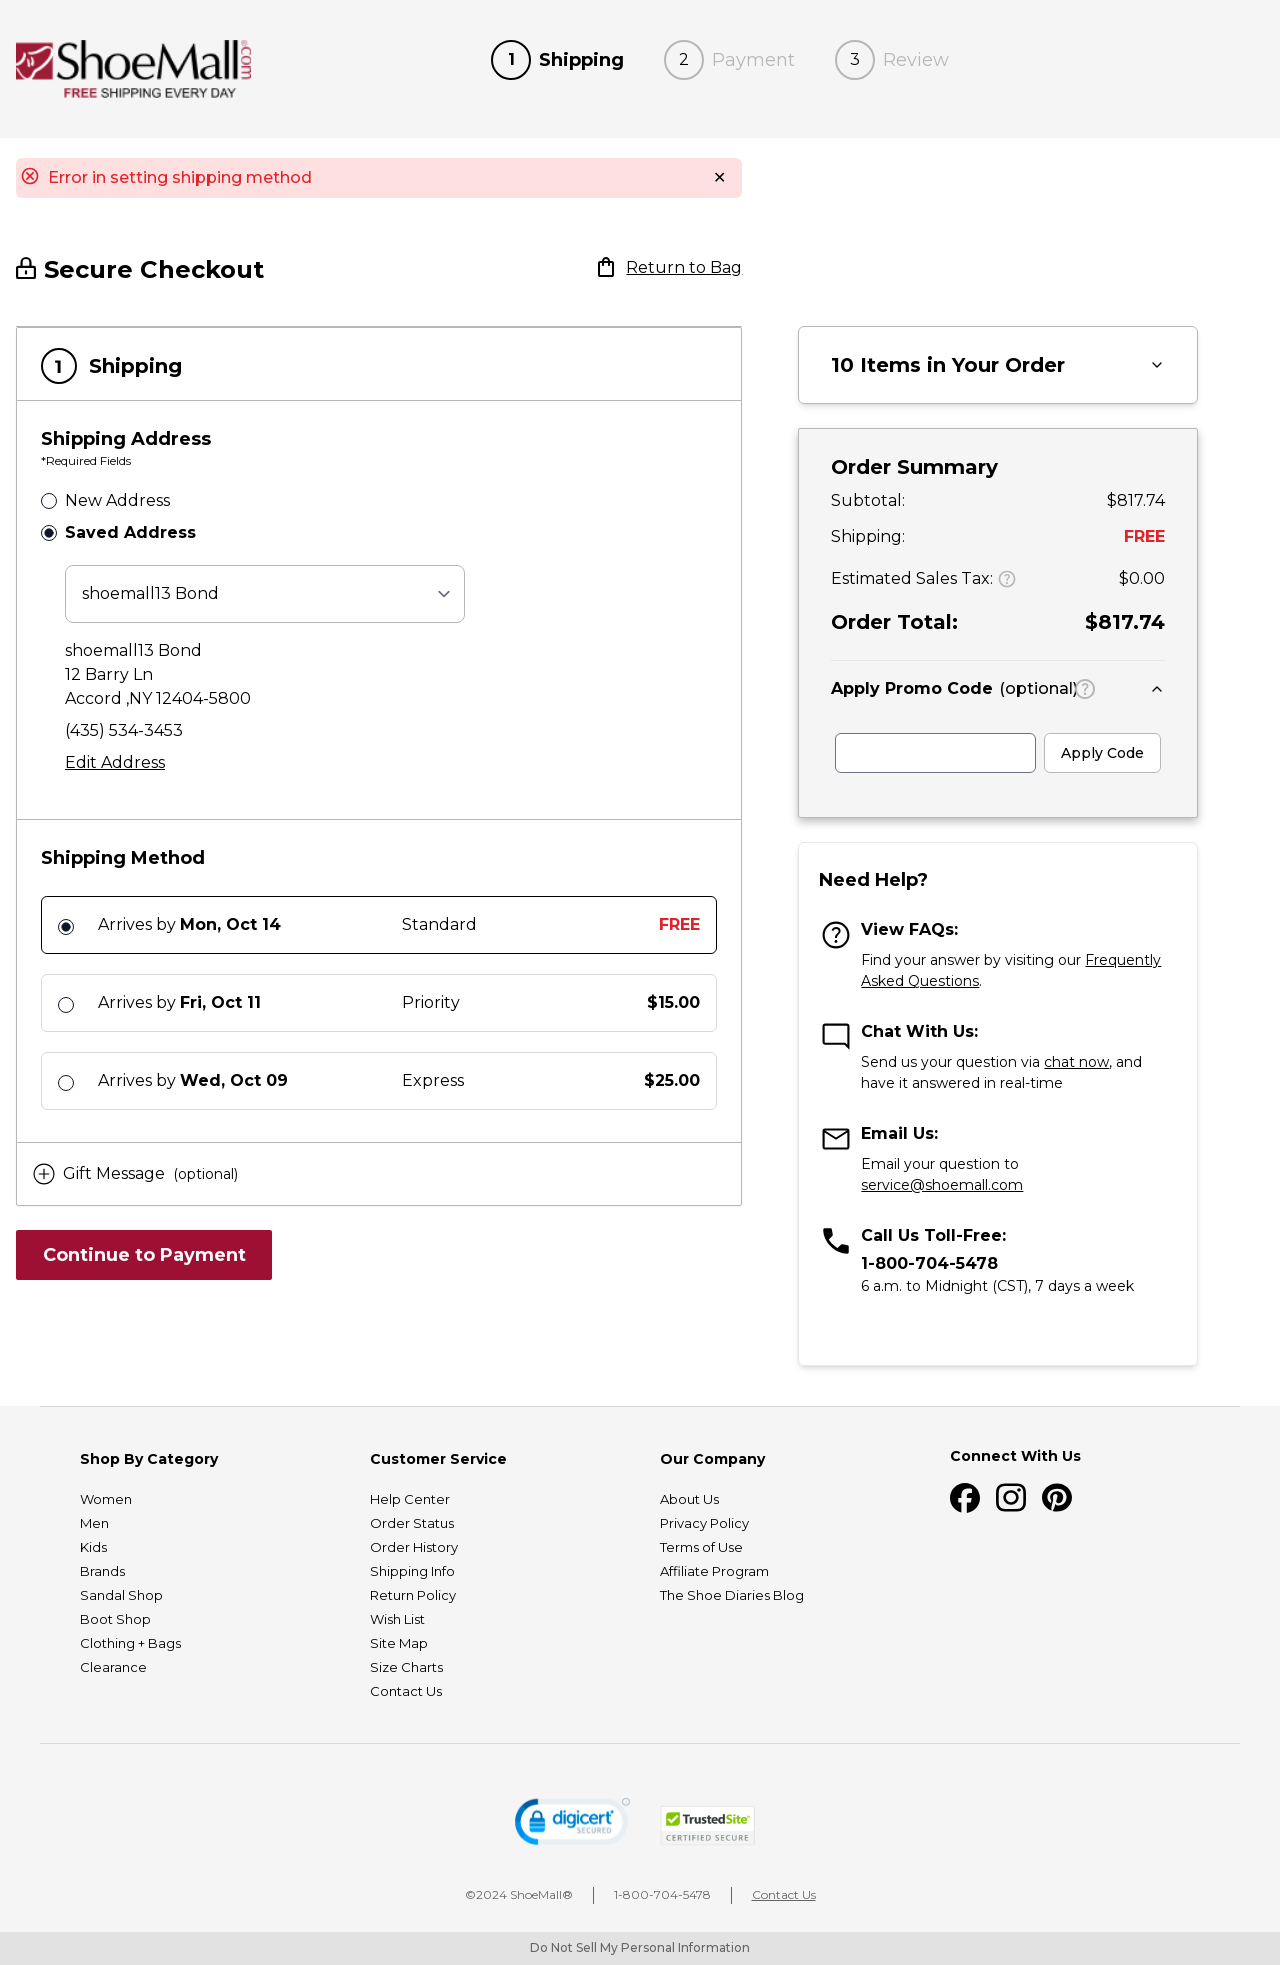 ShoeMall.com
FREE SHIPPING EVERY DAY
1 Shipping
2 Payment
3 Review
Error in setting shipping method
Secure Checkout
Return to Bag
1 Shipping
Shipping Address
*Required Fields
New Address
Saved Address
shoemall13 Bond
shoemall13 Bond
12 Barry Ln
Accord ,NY 12404-5800
(435) 534-3453
Edit Address
Shipping Method
Arrives by Mon, Oct 14 Standard FREE
Arrives by Fri, Oct 11 Priority $15.00
Arrives by Wed, Oct 09 Express $25.00
Gift Message (optional)
Continue to Payment
10 Items in Your Order
Order Summary
Subtotal: $817.74
Shipping: FREE
Estimated Sales Tax: ? $0.00
Order Total: $817.74
Apply Promo Code (optional) ?
Apply Code
Need Help?
View FAQs:
Find your answer by visiting our Frequently
Asked Questions.
Chat With Us:
Send us your question via chat now, and
have it answered in real-time
Email Us:
Email your question to
service@shoemall.com
Call Us Toll-Free:
1-800-704-5478
6 a.m. to Midnight (CST), 7 days a week
Shop By Category
Women
Men
Kids
Brands
Sandal Shop
Boot Shop
Clothing + Bags
Clearance
Customer Service
Help Center
Order Status
Order History
Shipping Info
Return Policy
Wish List
Site Map
Size Charts
Contact Us
Our Company
About Us
Privacy Policy
Terms of Use
Affiliate Program
The Shoe Diaries Blog
Connect With Us
digicert
SECURED
TrustedSite
CERTIFIED SECURE
©2024 ShoeMall®
1-800-704-5478
Contact Us
Do Not Sell My Personal Information